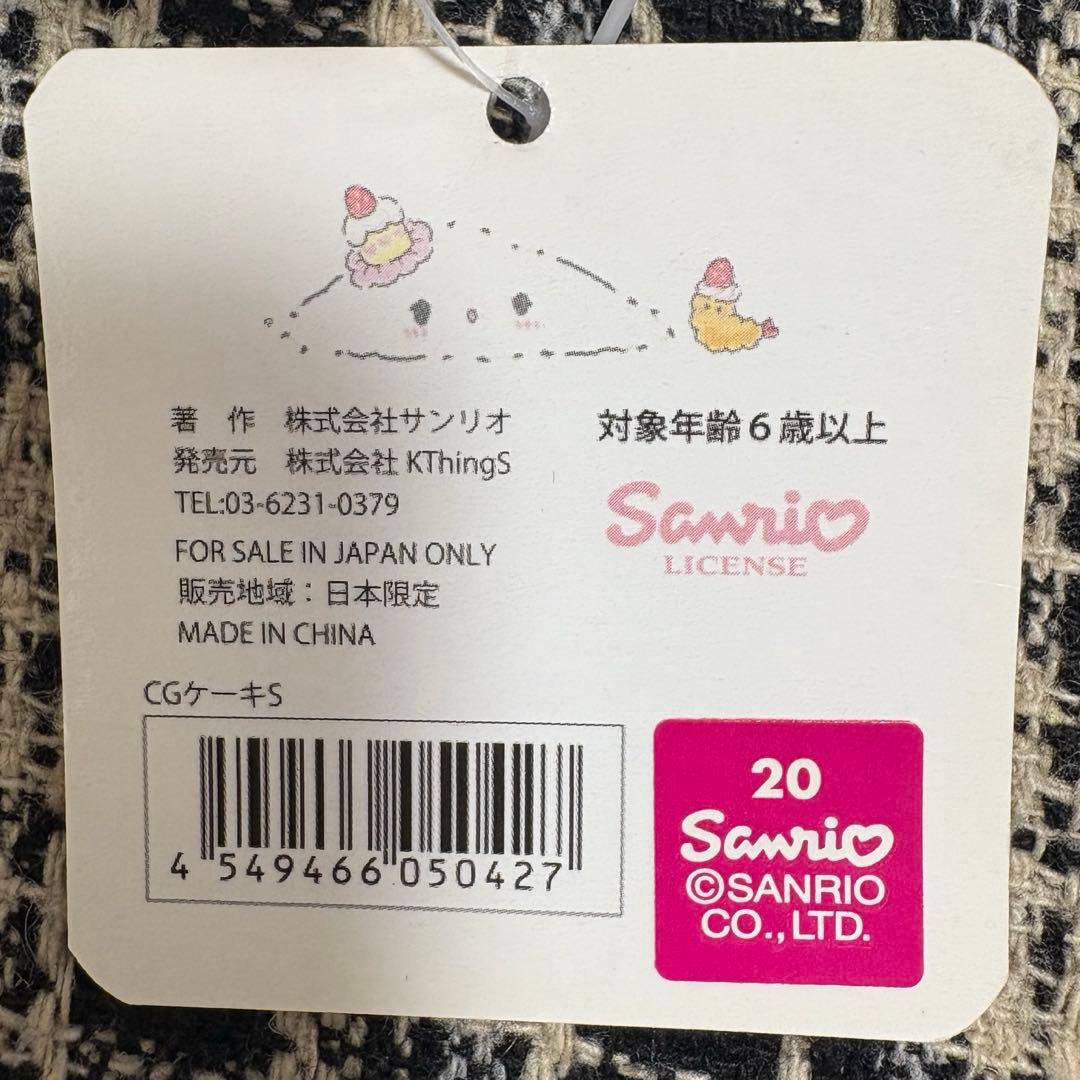 著　作　株式会社サンリオ
発売元　株式会社 KThingS
TEL:03-6231-0379
FOR SALE IN JAPAN ONLY
販売地域：日本限定
MADE IN CHINA
対象年齢６歳以上
Sanrio
LICENSE
CGケーキS
4 549466 050427
20
Sanrio
©SANRIO
CO.,LTD.